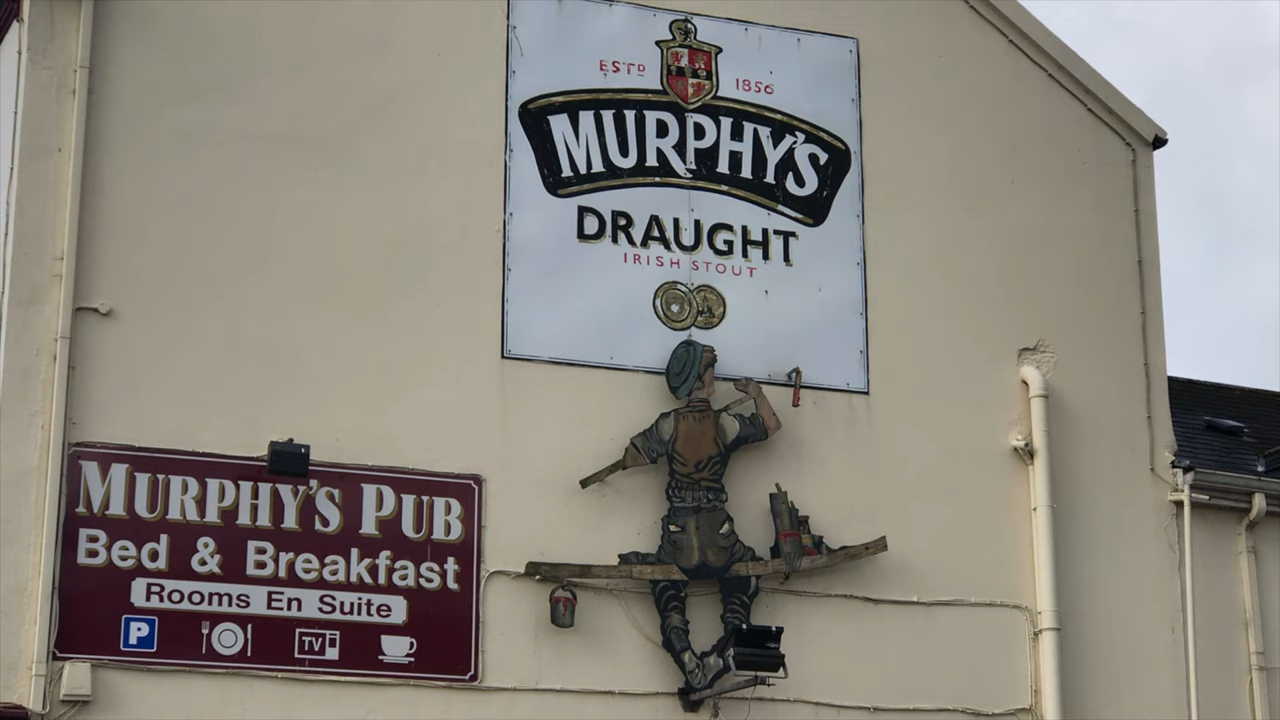 ESTD 1856
MURPHY'S
DRAUGHT
IRISH STOUT
MURPHY'S PUB
Bed & Breakfast
Rooms En Suite
P TV